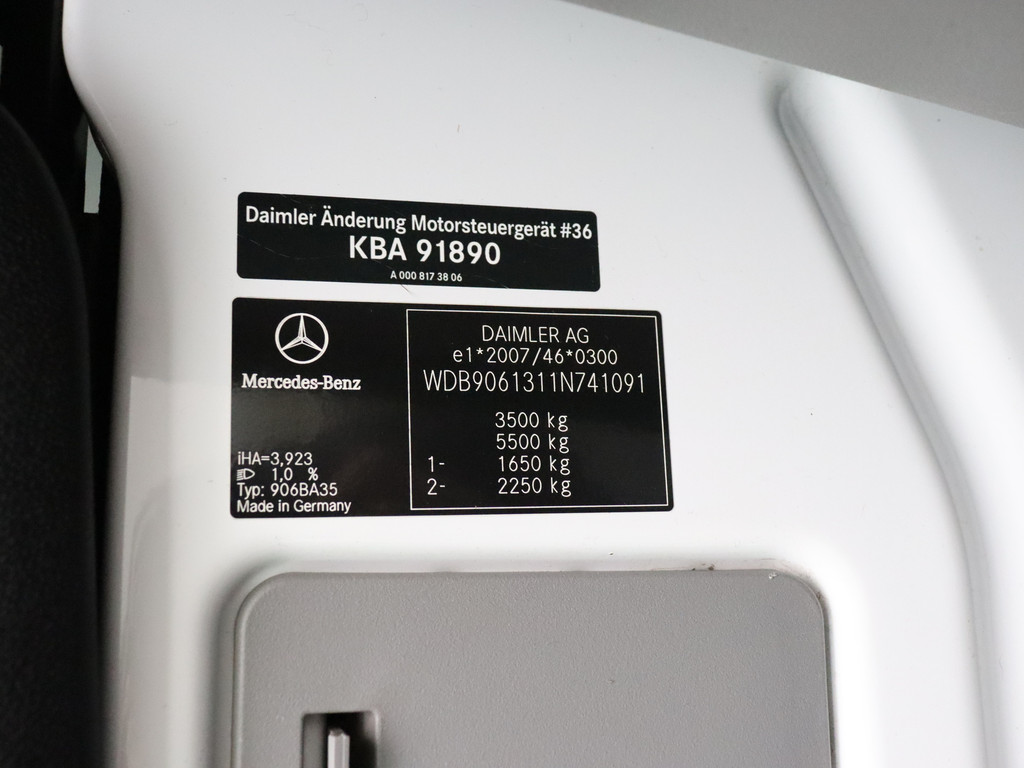 Daimler Änderung Motorsteuergerät #36
KBA 91890
A 000 817 38 06
Mercedes-Benz
iHA=3,923
1,0 %
Typ: 906BA35
Made in Germany
DAIMLER AG
e1*2007/46*0300
WDB9061311N741091
3500 kg
5500 kg
1- 1650 kg
2- 2250 kg